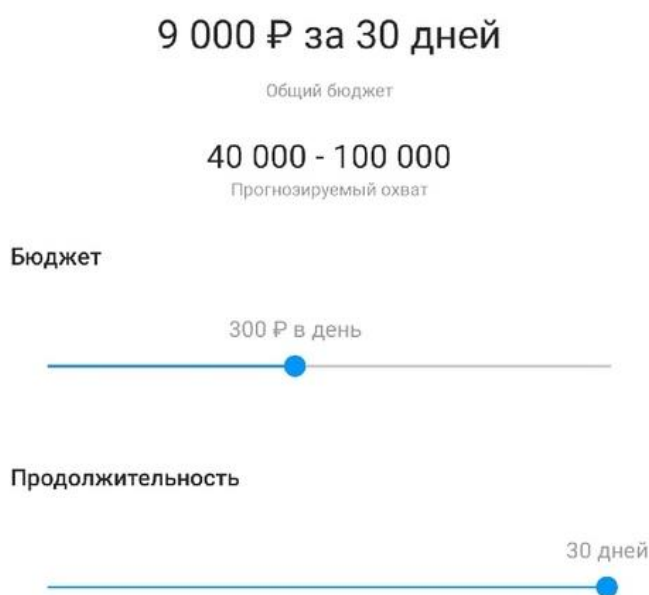 9 000 ₽ за 30 дней
Общий бюджет
40 000 - 100 000
Прогнозируемый охват
Бюджет
300 ₽ в день
Продолжительность
30 дней